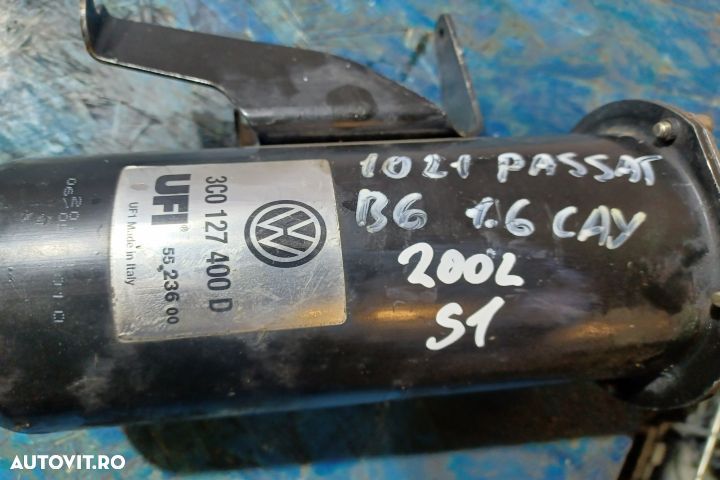 3C0 127 400 D
UFI® 55.236.00
UFI Made in Italy
1021 PASSAT
B6 1.6 CAY
2002
S1
AUTOVIT.RO